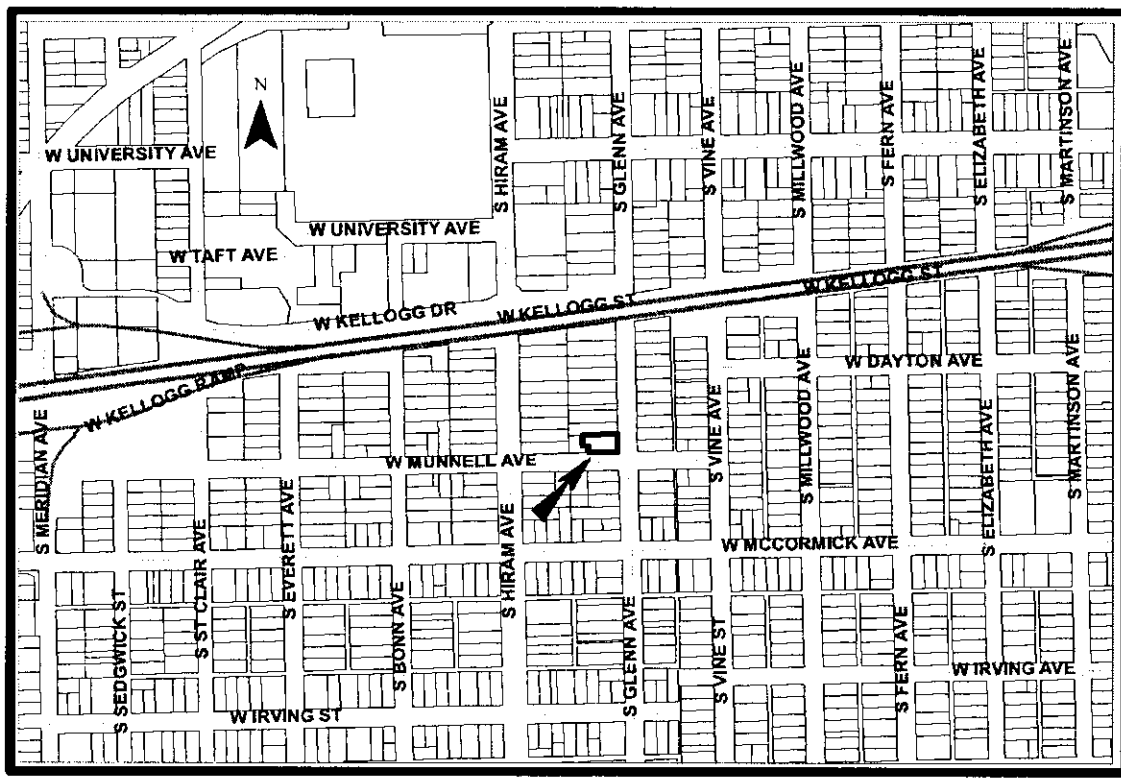 N
W UNIVERSITY AVE
S HIRAM AVE
S GLENN AVE
S VINE AVE
S MILLWOOD AVE
S FERN AVE
S ELIZABETH AVE
S MARTINSON AVE
W UNIVERSITY AVE
W TAFT AVE
W KELLOGG DR
W KELLOGG ST
W KELLOGG ST
W KELLOGG RAMP
W DAYTON AVE
S MERIDIAN AVE
W MUNNELL AVE
S VINE AVE
S MILLWOOD AVE
S ELIZABETH AVE
S MARTINSON AVE
S ST CLAIR AVE
S EVERETT AVE
S HIRAM AVE
W MCCORMICK AVE
S SEDGWICK ST
S BONN AVE
S GLENN AVE
S VINE ST
S FERN AVE
W IRVING AVE
W IRVING ST